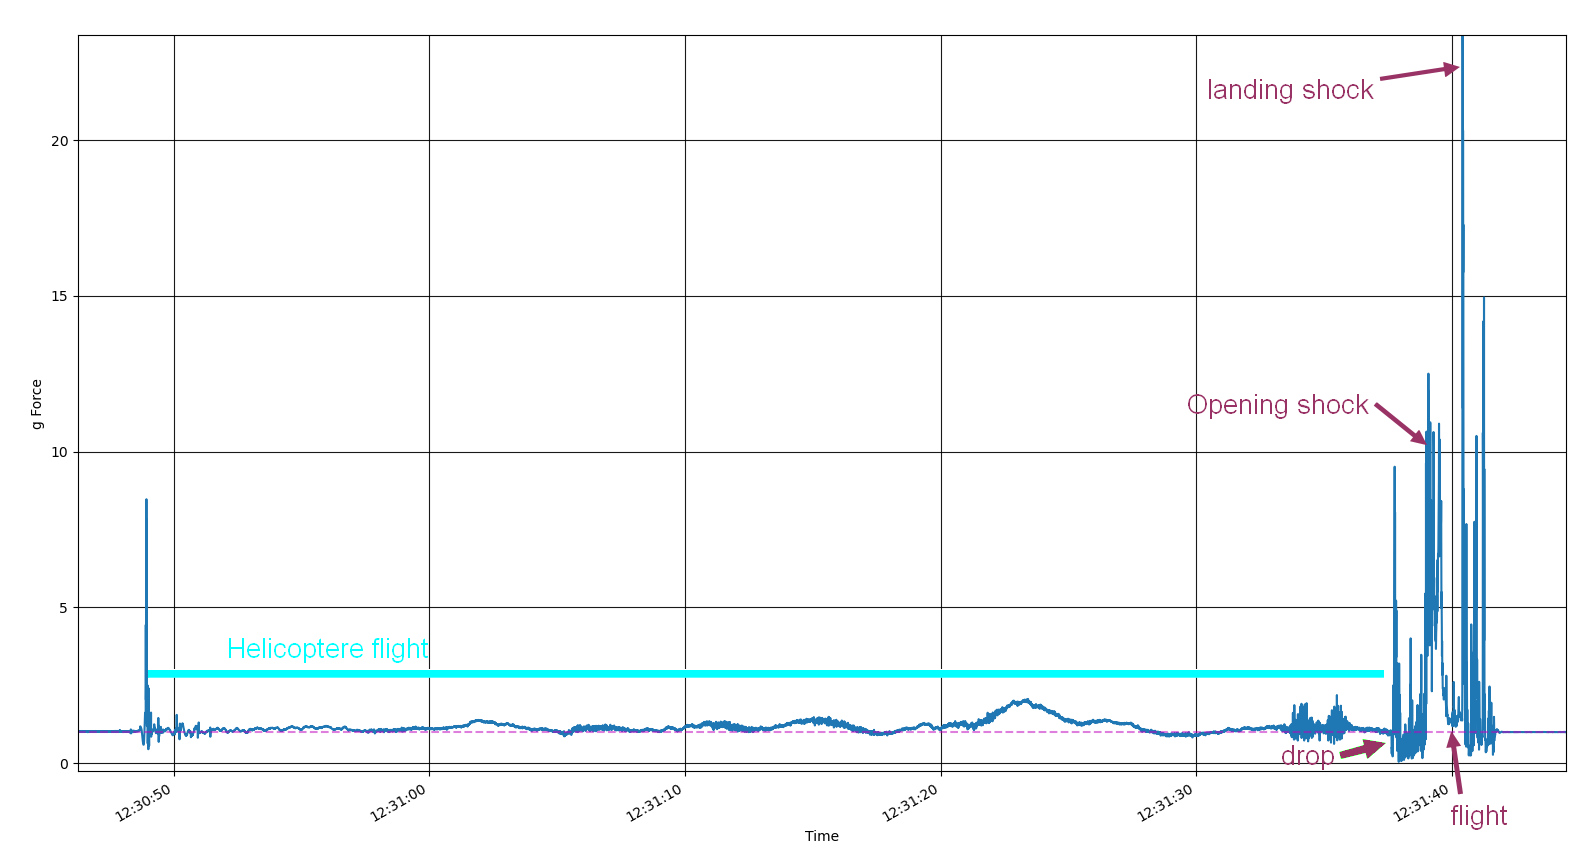 landing shock
20
15
g Force
Opening shock
10
5
Helicoptere flight
drop
0
12:30:50
12:31:00
12:31:10
12:31:20
12:31:30
12:31:40
flight
Time